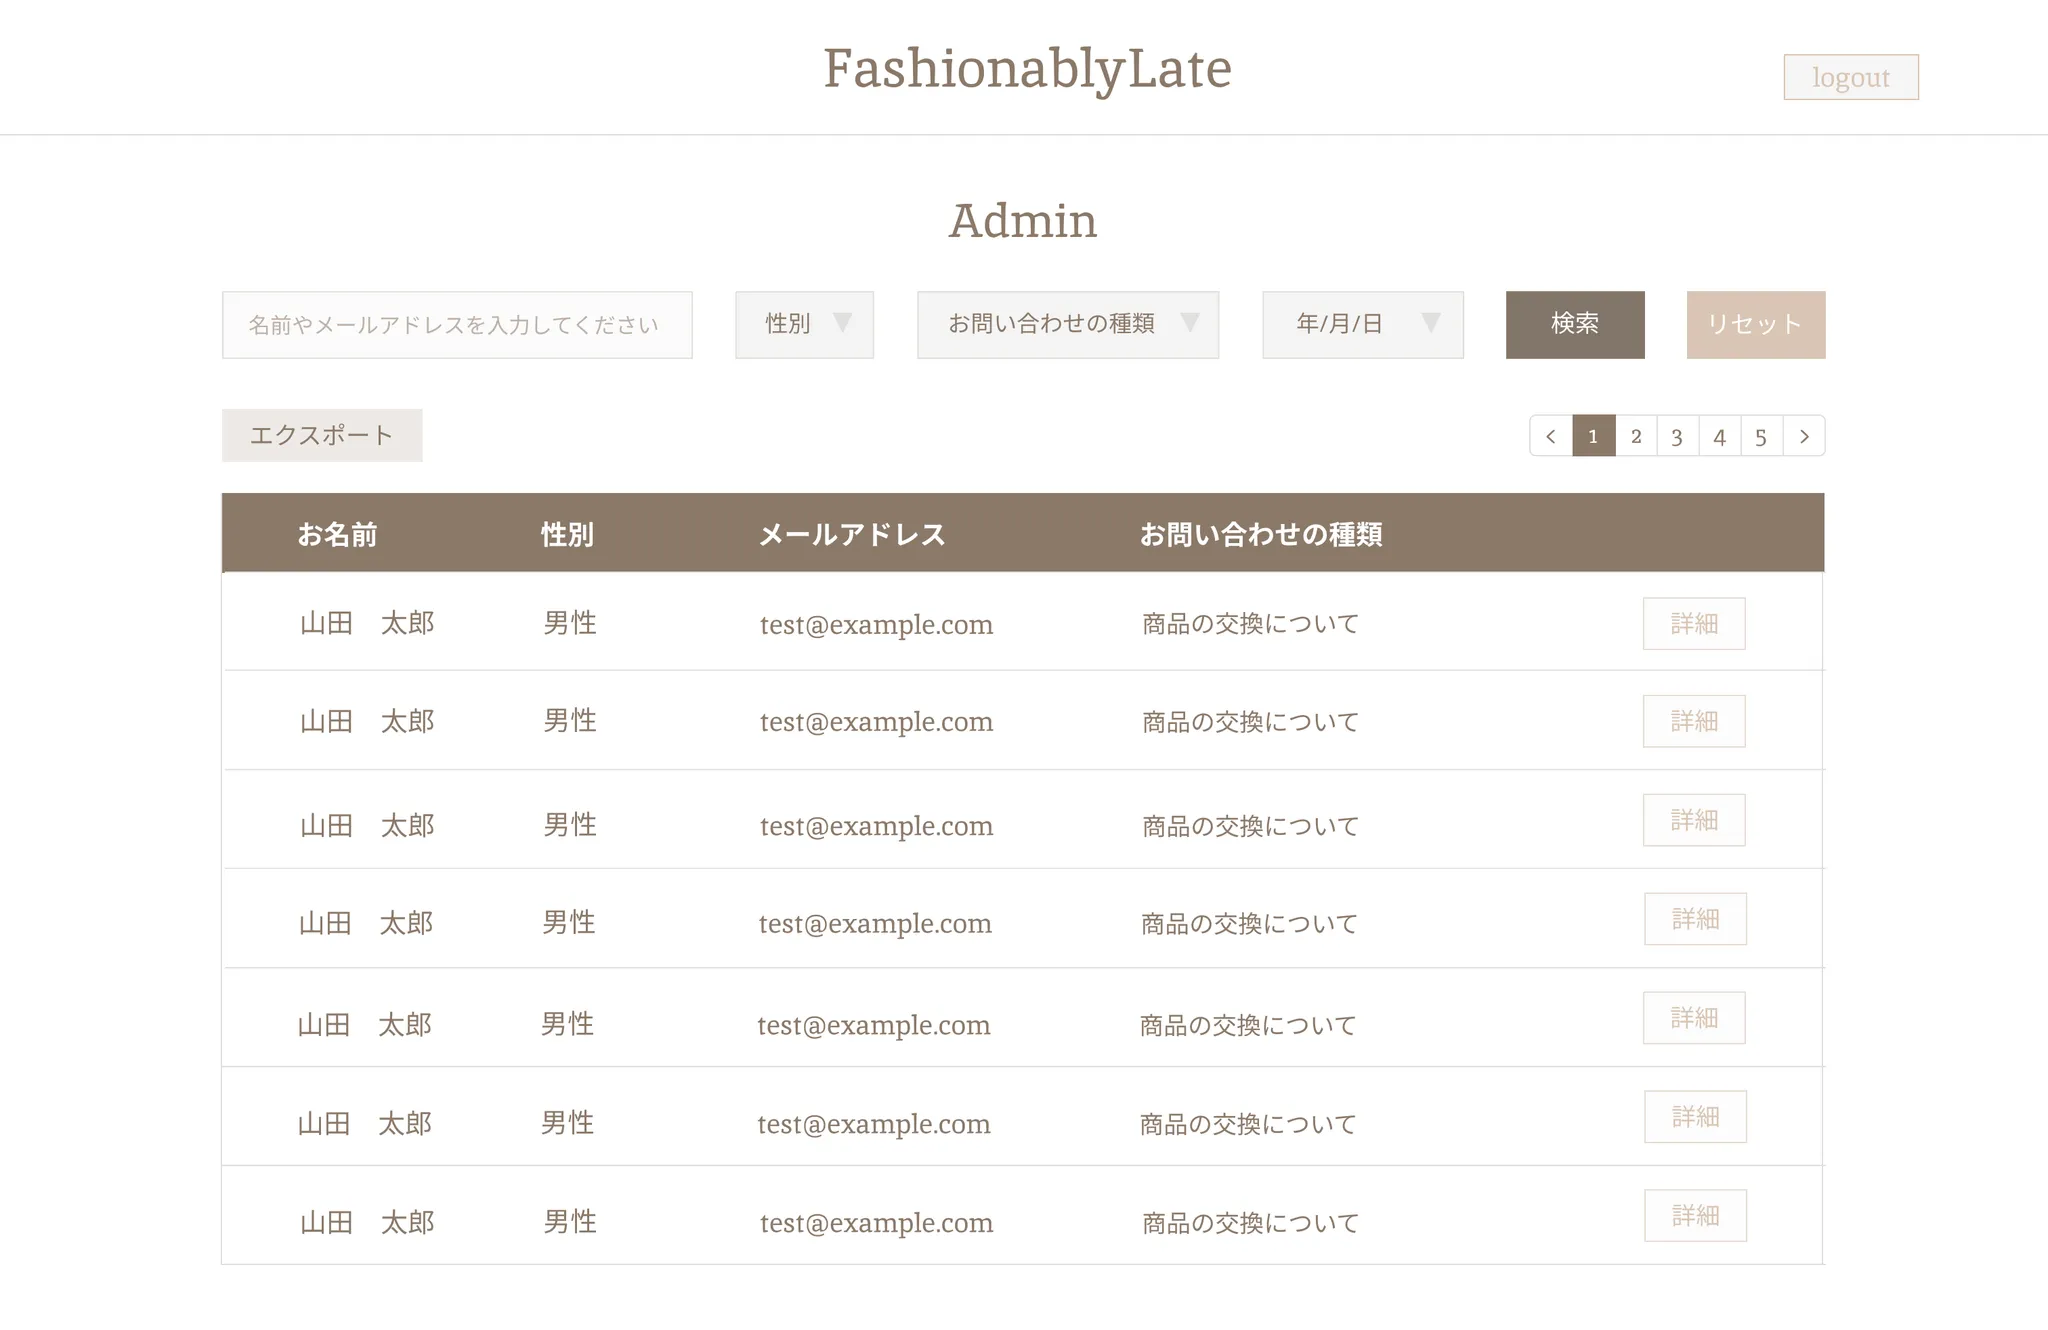 FashionablyLate
logout
Admin
名前やメールアドレスを入力してください 性別 ▼ お問い合わせの種類 ▼ 年/月/日 ▼ 検索 リセット
エクスポート < 1 2 3 4 5 >
お名前 性別 メールアドレス お問い合わせの種類
山田　太郎 男性 test@example.com 商品の交換について 詳細
山田　太郎 男性 test@example.com 商品の交換について 詳細
山田　太郎 男性 test@example.com 商品の交換について 詳細
山田　太郎 男性 test@example.com 商品の交換について 詳細
山田　太郎 男性 test@example.com 商品の交換について 詳細
山田　太郎 男性 test@example.com 商品の交換について 詳細
山田　太郎 男性 test@example.com 商品の交換について 詳細